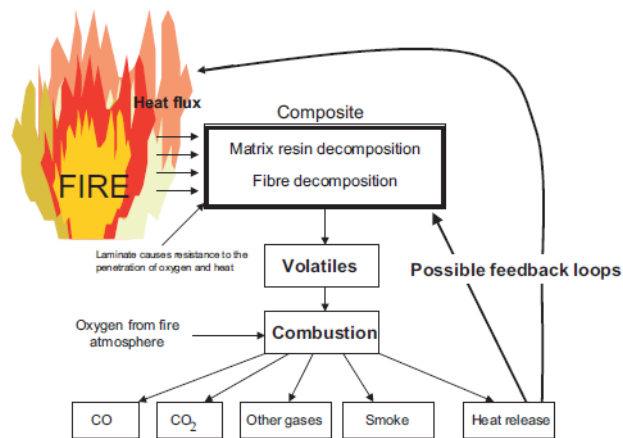 Heat flux
FIRE
Composite
Matrix resin decomposition
Fibre decomposition
Laminate causes resistance to the
penetration of oxygen and heat
Volatiles
Possible feedback loops
Oxygen from fire
atmosphere
Combustion
CO
CO2
Other gases
Smoke
Heat release